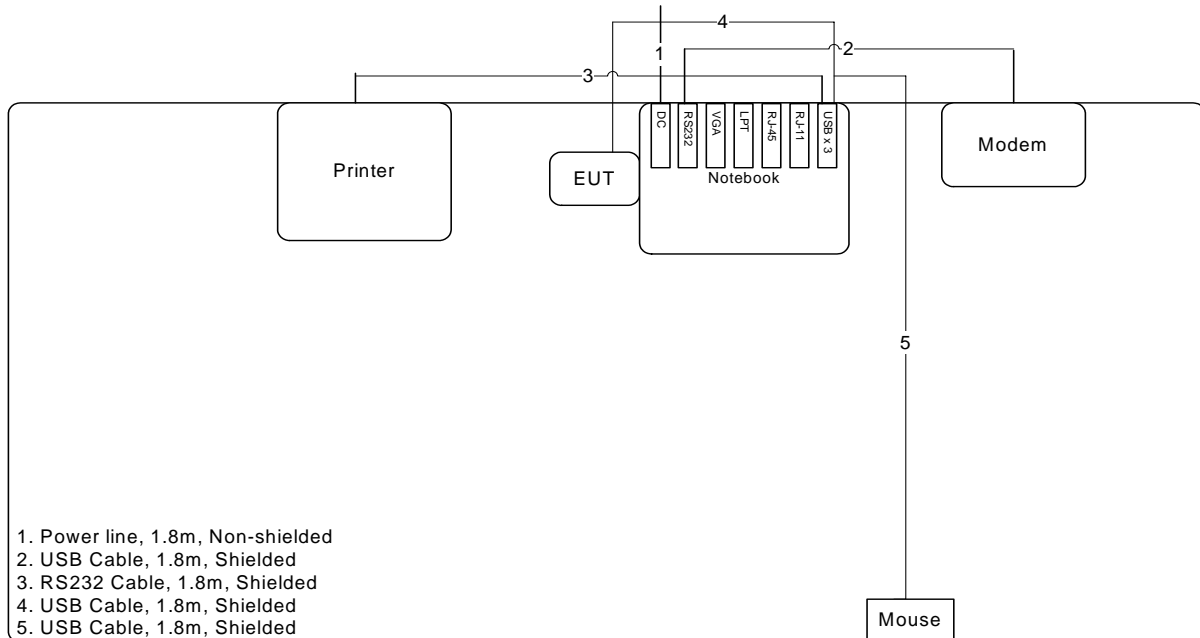 4
1
2
3
DC
RS232
VGA
LPT
RJ-45
RJ-11
USB x 3
Printer
EUT
Notebook
Modem
5
1. Power line, 1.8m, Non-shielded
2. USB Cable, 1.8m, Shielded
3. RS232 Cable, 1.8m, Shielded
4. USB Cable, 1.8m, Shielded
5. USB Cable, 1.8m, Shielded
Mouse